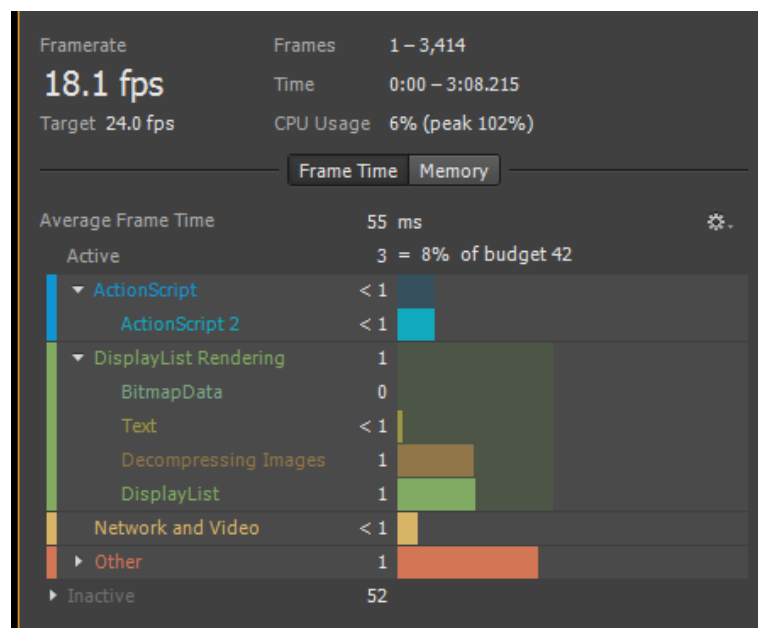 Framerate Frames 1 – 3,414
18.1 fps Time 0:00 – 3:08.215
Target 24.0 fps CPU Usage 6% (peak 102%)
Frame Time Memory
Average Frame Time 55 ms
Active 3 = 8% of budget 42
ActionScript < 1
ActionScript 2 < 1
DisplayList Rendering 1
BitmapData 0
Text < 1
Decompressing Images 1
DisplayList 1
Network and Video < 1
Other 1
Inactive 52